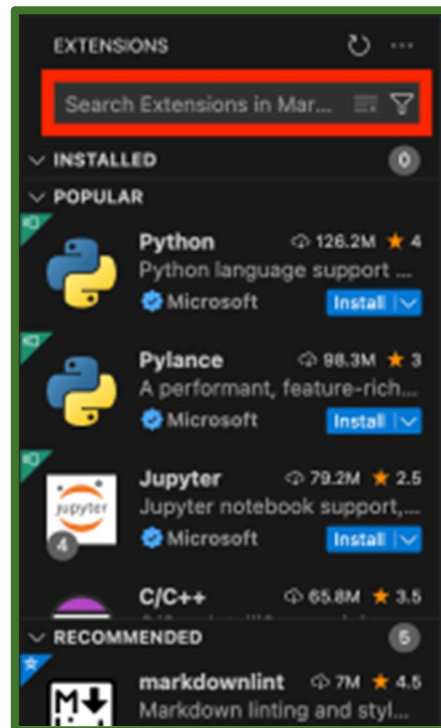 EXTENSIONS
Search Extensions in Mar...
INSTALLED 0
POPULAR
Python 126.2M ★ 4
Python language support ...
Microsoft Install
Pylance 98.3M ★ 3
A performant, feature-rich...
Microsoft Install
Jupyter 79.2M ★ 2.5
jupyter
Jupyter notebook support,...
4 Microsoft Install
C/C++ 65.8M ★ 3.5
RECOMMENDED 5
markdownlint 7M ★ 4.5
M
Markdown linting and styl...